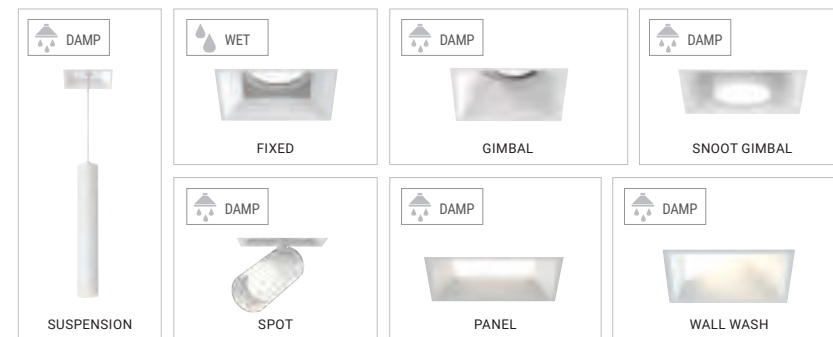 DAMP
SUSPENSION
WET
FIXED
DAMP
GIMBAL
DAMP
SNOOT GIMBAL
DAMP
SPOT
DAMP
PANEL
DAMP
WALL WASH